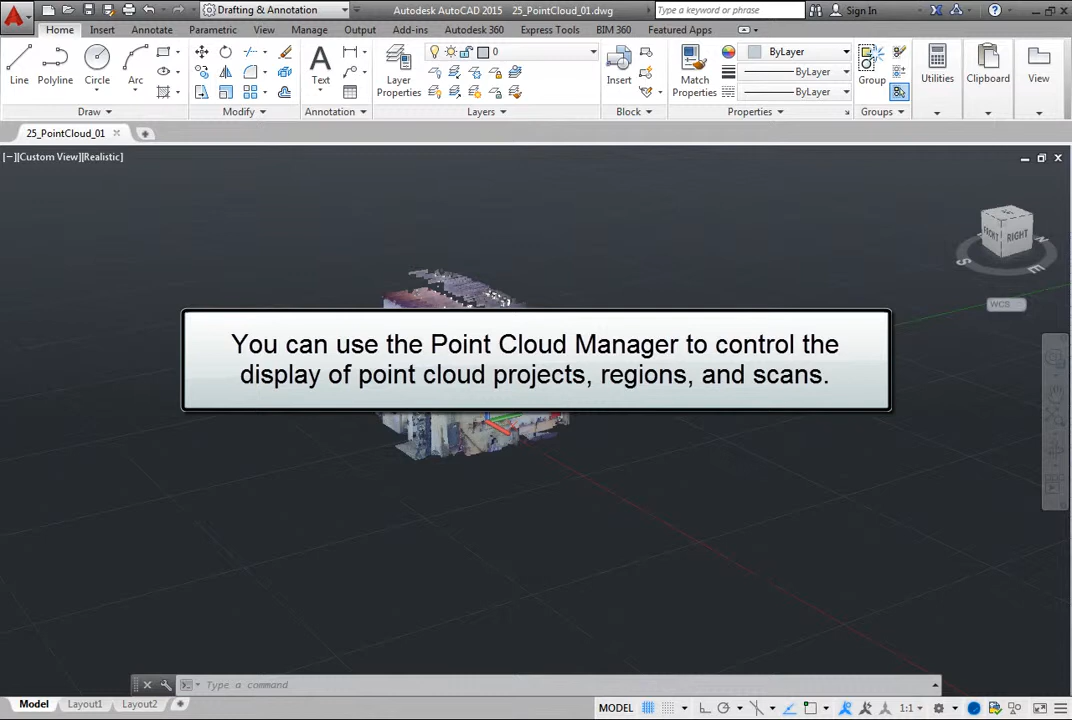 Drafting & Annotation
Autodesk AutoCAD 2015 25_PointCloud_01.dwg
Type a keyword or phrase
Sign In
Home Insert Annotate Parametric View Manage Output Add-ins Autodesk 360 Express Tools BIM 360 Featured Apps
Line Polyline Circle Arc
Text
Layer
Properties
0
Insert
Match
Properties
ByLayer
ByLayer
ByLayer
Group
Utilities Clipboard View
Draw Modify Annotation Layers Block Properties Groups
25_PointCloud_01
[−][Custom View][Realistic]
FRONT RIGHT
S E N
WCS
You can use the Point Cloud Manager to control the
display of point cloud projects, regions, and scans.
Type a command
Model Layout1 Layout2
MODEL 1:1